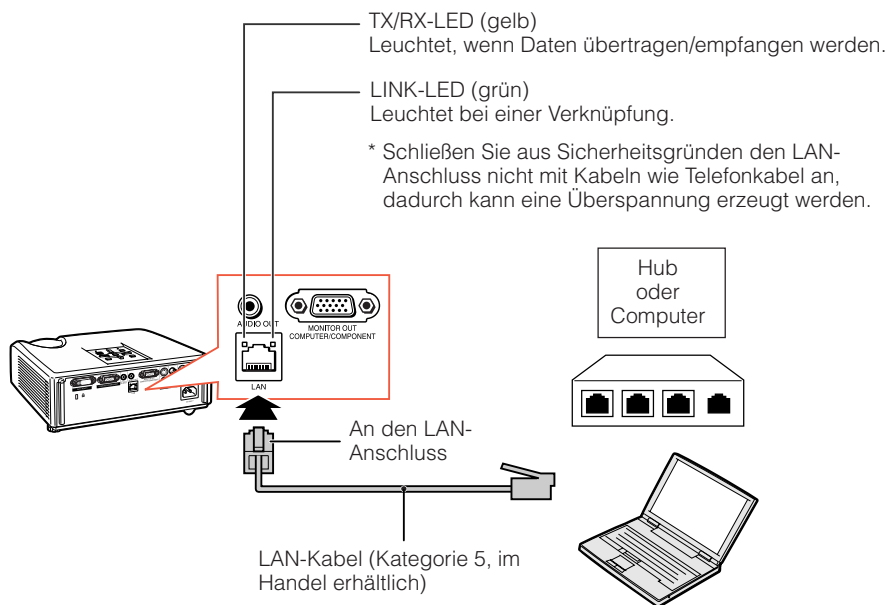 TX/RX-LED (gelb)
Leuchtet, wenn Daten übertragen/empfangen werden.
LINK-LED (grün)
Leuchtet bei einer Verknüpfung.
* Schließen Sie aus Sicherheitsgründen den LAN-
Anschluss nicht mit Kabeln wie Telefonkabel an,
dadurch kann eine Überspannung erzeugt werden.
Hub
oder
Computer
AUDIO OUT
MONITOR OUT
COMPUTER/COMPONENT
LAN
An den LAN-
Anschluss
LAN-Kabel (Kategorie 5, im
Handel erhältlich)